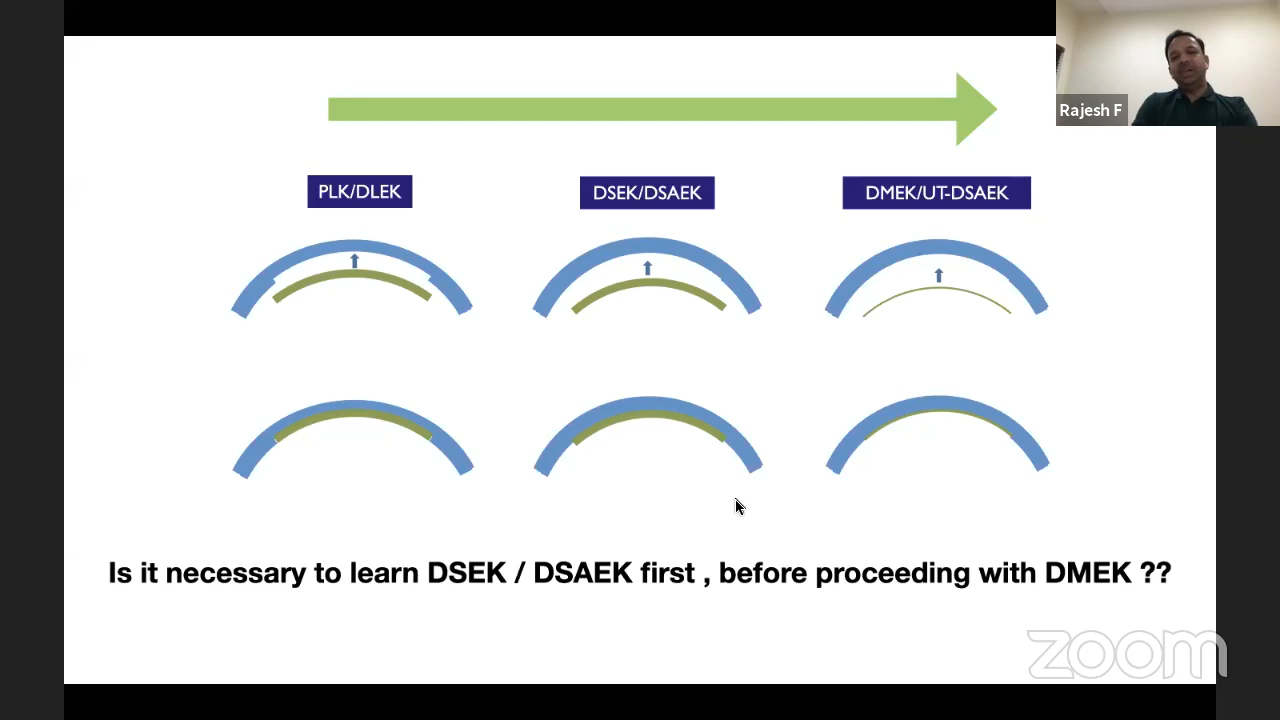 Rajesh F
PLK/DLEK
DSEK/DSAEK
DMEK/UT-DSAEK
Is it necessary to learn DSEK / DSAEK first , before proceeding with DMEK ??
zoom